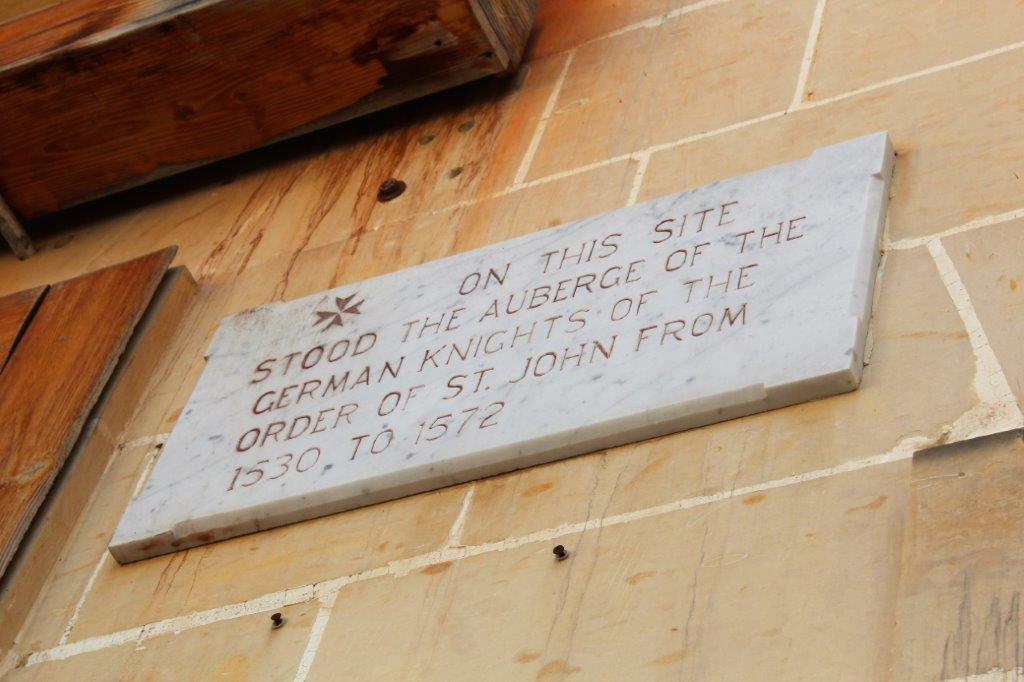 ON THIS SITE
STOOD THE AUBERGE OF THE
GERMAN KNIGHTS OF THE
ORDER OF ST. JOHN FROM
1530 TO 1572